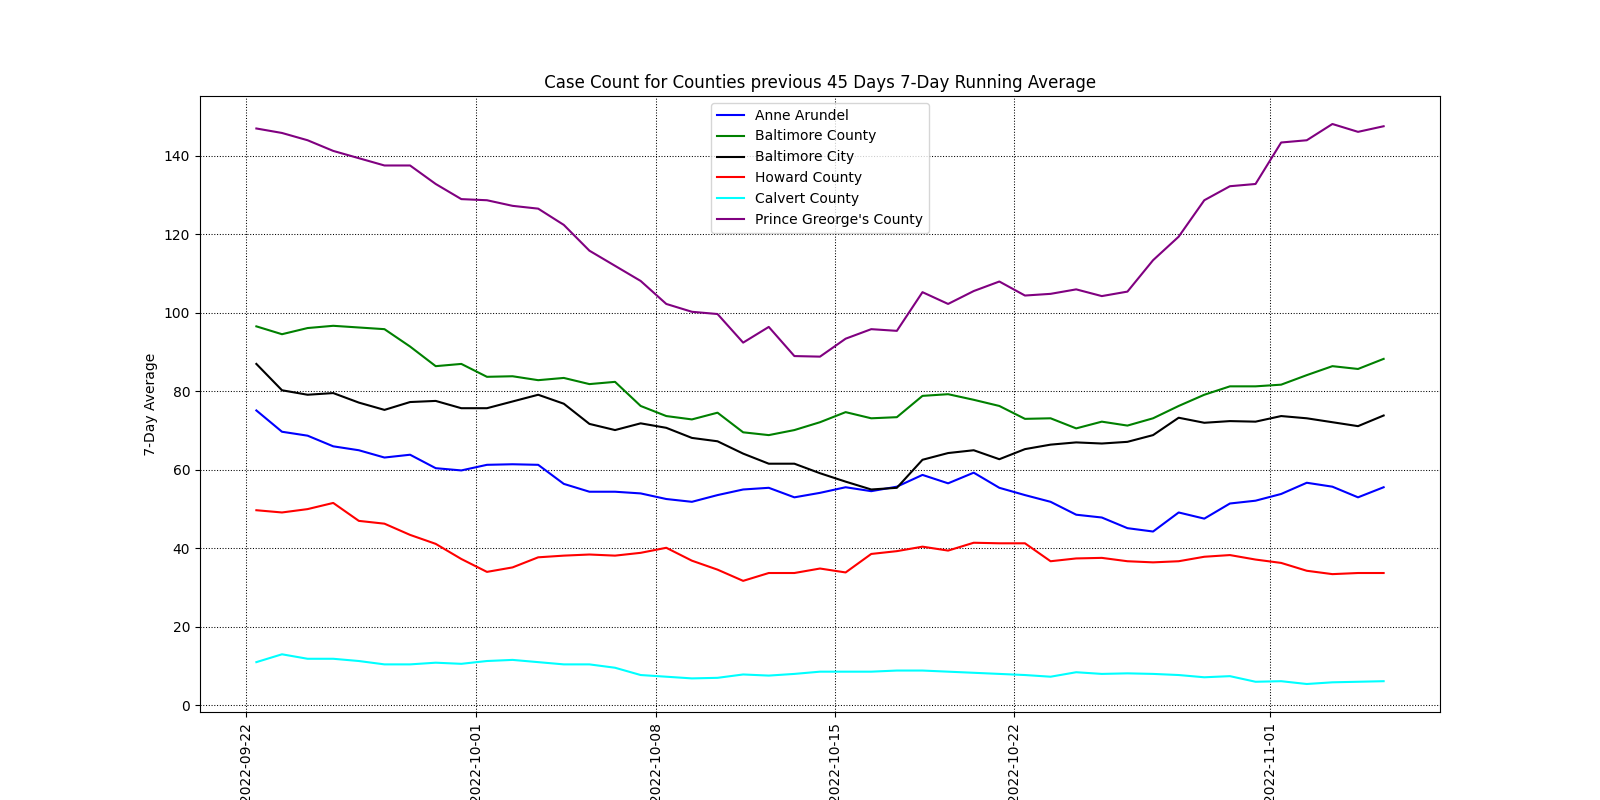 Case Count for Counties previous 45 Days 7-Day Running Average
Anne Arundel
Baltimore County
Baltimore City
Howard County
Calvert County
Prince Greorge's County
7-Day Average
140
120
100
80
60
40
20
0
2022-09-22
2022-10-01
2022-10-08
2022-10-15
2022-10-22
2022-11-01